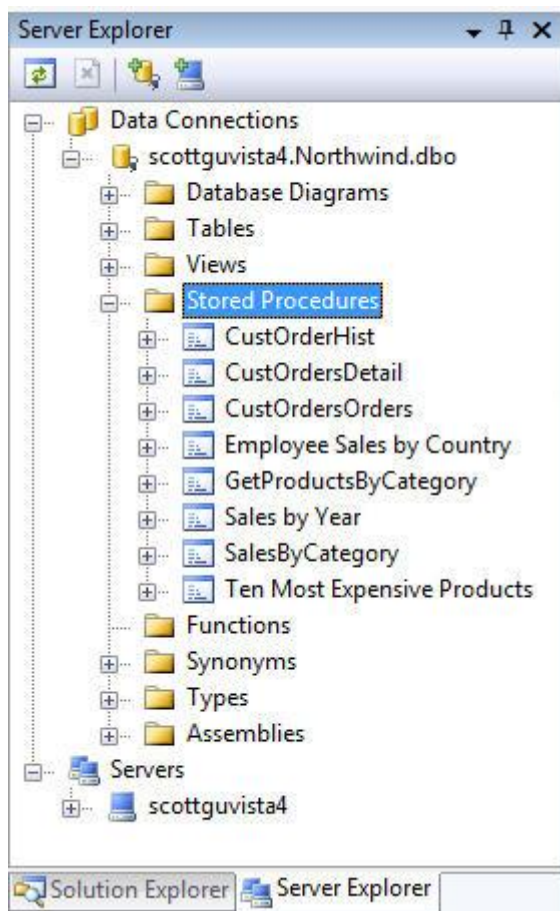 Server Explorer
Data Connections
scottguvista4.Northwind.dbo
Database Diagrams
Tables
Views
Stored Procedures
CustOrderHist
CustOrdersDetail
CustOrdersOrders
Employee Sales by Country
GetProductsByCategory
Sales by Year
SalesByCategory
Ten Most Expensive Products
Functions
Synonyms
Types
Assemblies
Servers
scottguvista4
Solution Explorer Server Explorer